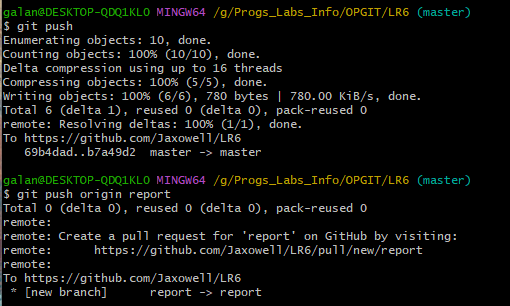 galan@DESKTOP-QDQ1KLO MINGW64 /g/Progs_Labs_Info/OPGIT/LR6 (master)
$ git push
Enumerating objects: 10, done.
Counting objects: 100% (10/10), done.
Delta compression using up to 16 threads
Compressing objects: 100% (5/5), done.
Writing objects: 100% (6/6), 780 bytes | 780.00 KiB/s, done.
Total 6 (delta 1), reused 0 (delta 0), pack-reused 0
remote: Resolving deltas: 100% (1/1), done.
To https://github.com/Jaxowell/LR6
   69b4dad..b7a49d2  master -> master
galan@DESKTOP-QDQ1KLO MINGW64 /g/Progs_Labs_Info/OPGIT/LR6 (master)
$ git push origin report
Total 0 (delta 0), reused 0 (delta 0), pack-reused 0
remote:
remote: Create a pull request for 'report' on GitHub by visiting:
remote:      https://github.com/Jaxowell/LR6/pull/new/report
remote:
To https://github.com/Jaxowell/LR6
 * [new branch]      report -> report